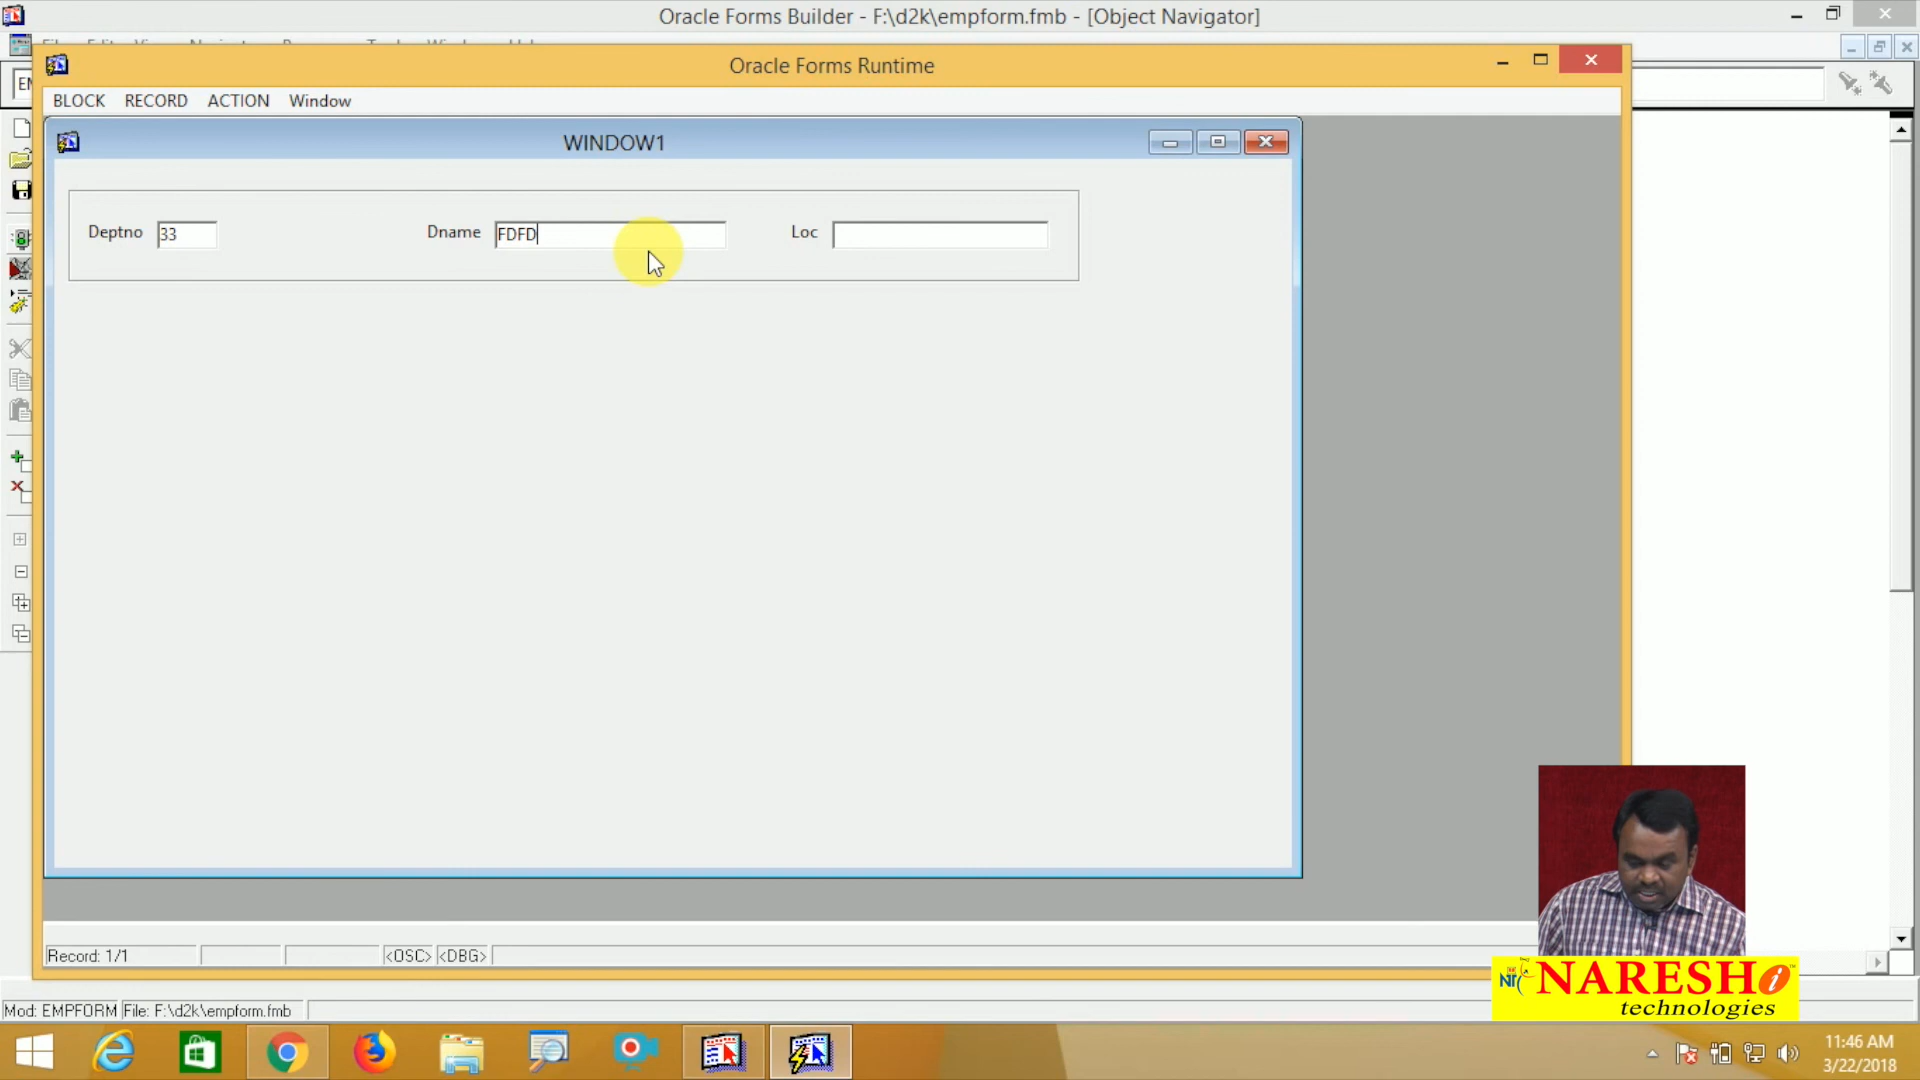 Oracle Forms Builder - F:\d2k\empform.fmb - [Object Navigator]
Oracle Forms Runtime
BLOCK RECORD ACTION Window
WINDOW1
Deptno 33 Dname FDFD Loc
Record: 1/1 <OSC> <DBG>
NARESH i
technologies
Mod: EMPFORM File: F:\d2k\empform.fmb
11:46 AM
3/22/2018